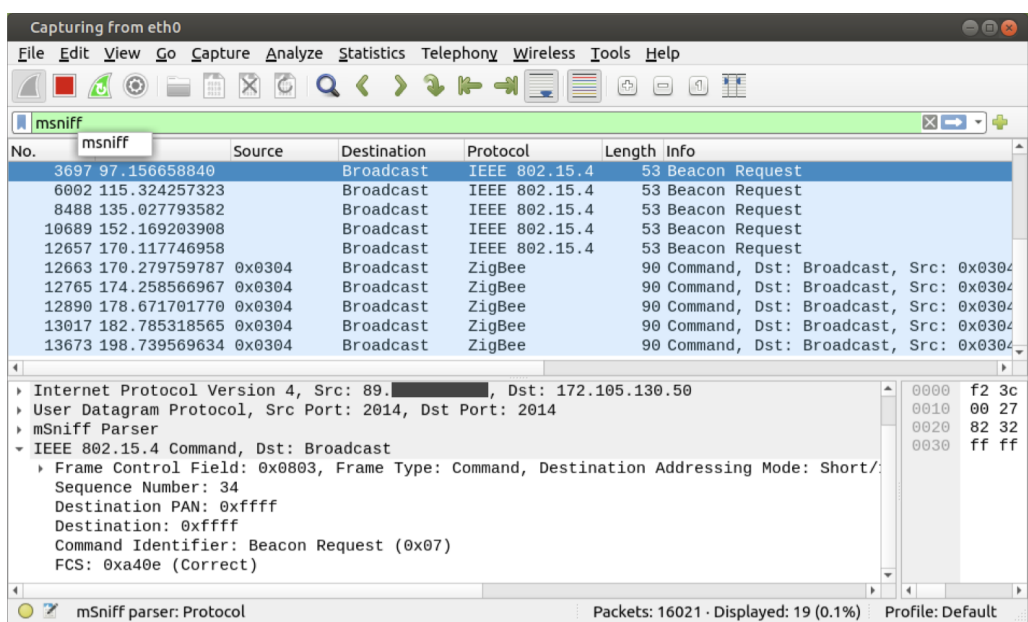 Capturing from eth0
File Edit View Go Capture Analyze Statistics Telephony Wireless Tools Help
msniff
msniff
No. Source Destination Protocol Length Info
3697 97.156658840 Broadcast IEEE 802.15.4 53 Beacon Request
6002 115.324257323 Broadcast IEEE 802.15.4 53 Beacon Request
8488 135.027793582 Broadcast IEEE 802.15.4 53 Beacon Request
10689 152.169203908 Broadcast IEEE 802.15.4 53 Beacon Request
12657 170.117746958 Broadcast IEEE 802.15.4 53 Beacon Request
12663 170.279759787 0x0304 Broadcast ZigBee 90 Command, Dst: Broadcast, Src: 0x0304
12765 174.258566967 0x0304 Broadcast ZigBee 90 Command, Dst: Broadcast, Src: 0x0304
12890 178.671701770 0x0304 Broadcast ZigBee 90 Command, Dst: Broadcast, Src: 0x0304
13017 182.785318565 0x0304 Broadcast ZigBee 90 Command, Dst: Broadcast, Src: 0x0304
13673 198.739569634 0x0304 Broadcast ZigBee 90 Command, Dst: Broadcast, Src: 0x0304
Internet Protocol Version 4, Src: 89. , Dst: 172.105.130.50
User Datagram Protocol, Src Port: 2014, Dst Port: 2014
mSniff Parser
IEEE 802.15.4 Command, Dst: Broadcast
Frame Control Field: 0x0803, Frame Type: Command, Destination Addressing Mode: Short/
Sequence Number: 34
Destination PAN: 0xffff
Destination: 0xffff
Command Identifier: Beacon Request (0x07)
FCS: 0xa40e (Correct)
0000 f2 3c
0010 00 27
0020 82 32
0030 ff ff
mSniff parser: Protocol Packets: 16021 · Displayed: 19 (0.1%) Profile: Default